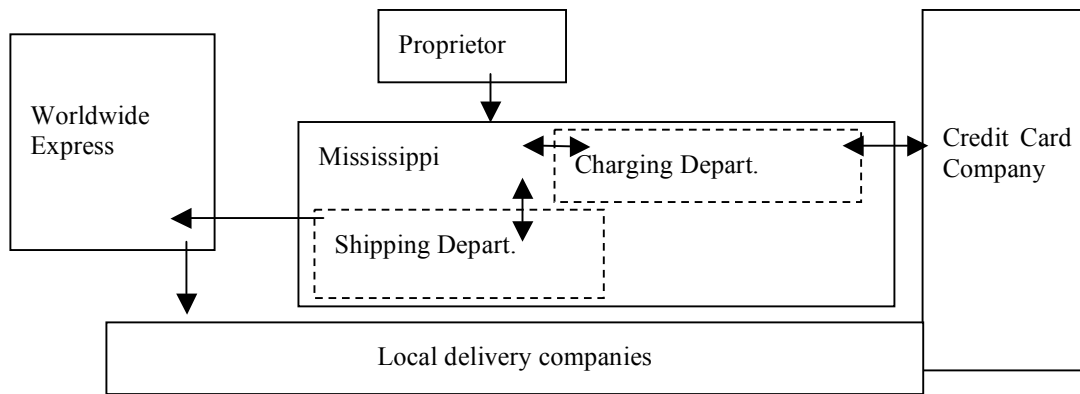 Proprietor
Worldwide
Express
Mississippi
Charging Depart.
Credit Card
Company
Shipping Depart.
Local delivery companies